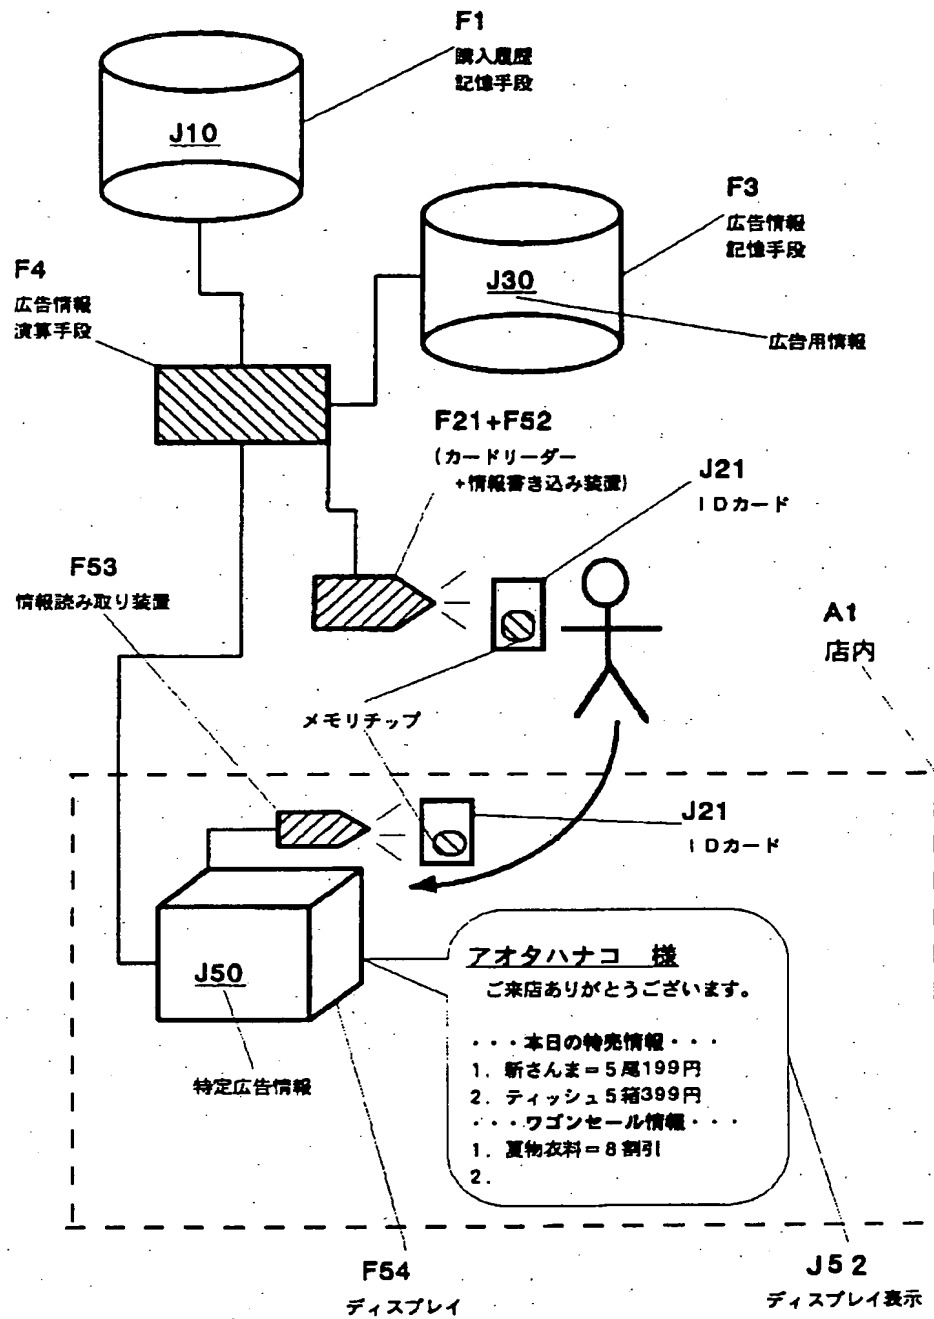 F1
購入履歴
記憶手段
J10
F3
広告情報
記憶手段
J30
広告用情報
F4
広告情報
演算手段
F21+F52
(カードリーダー
+情報書き込み装置)
J21
IDカード
F53
情報読み取り装置
A1
店内
メモリチップ
J21
IDカード
J50
特定広告情報
アオタハナコ 様
ご来店ありがとうございます。
・・・本日の特売情報・・・
1. 新さんま=5尾199円
2. ティッシュ5箱399円
・・・ワゴンセール情報・・・
1. 夏物衣料=8割引
2.
F54
ディスプレイ
J52
ディスプレイ表示